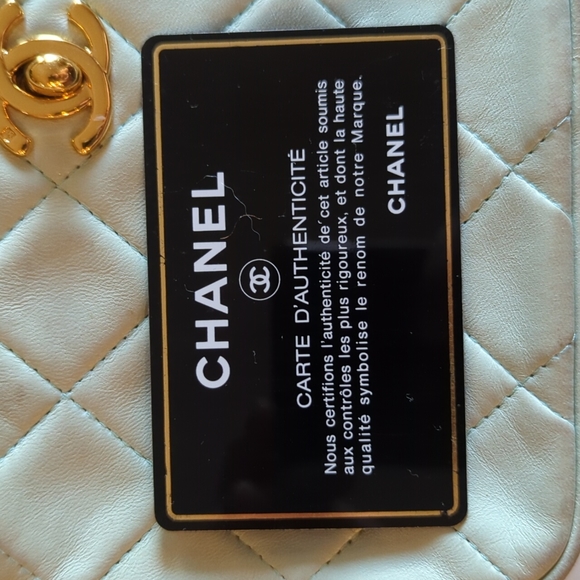 CHANEL
CARTE D'AUTHENTICITÉ
Nous certifions l'authenticité de cet article soumis
aux contrôles les plus rigoureux, et dont la haute
qualité symbolise le renom de notre Marque.
CHANEL